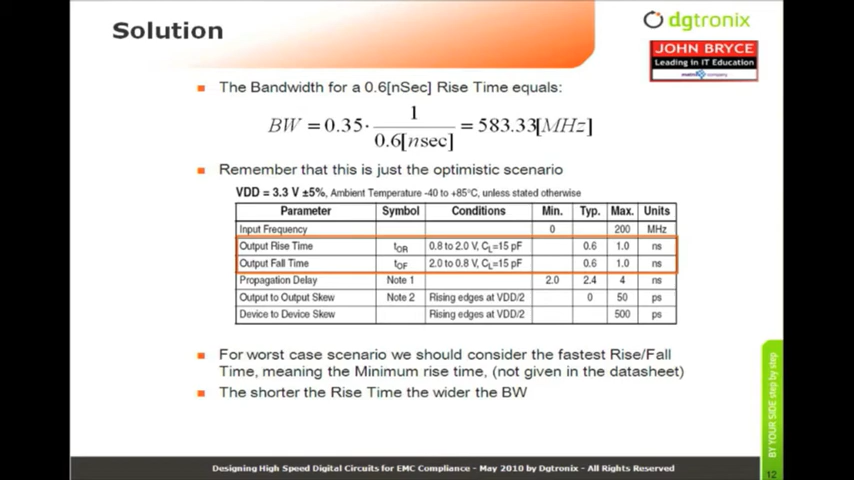 Solution
dgtronix
JOHN BRYCE
Leading in IT Education
The Bandwidth for a 0.6[nSec] Rise Time equals:
BW = 0.35· 1 / 0.6[nsec] = 583.33[MHz]
Remember that this is just the optimistic scenario
VDD = 3.3 V ±5%, Ambient Temperature -40 to +85°C, unless stated otherwise
Parameter Symbol Conditions Min. Typ. Max. Units
Input Frequency 0 200 MHz
Output Rise Time tOR 0.8 to 2.0 V, CL=15 pF 0.6 1.0 ns
Output Fall Time tOF 2.0 to 0.8 V, CL=15 pF 0.6 1.0 ns
Propagation Delay Note 1 2.0 2.4 4 ns
Output to Output Skew Note 2 Rising edges at VDD/2 0 50 ps
Device to Device Skew Rising edges at VDD/2 500 ps
For worst case scenario we should consider the fastest Rise/Fall
Time, meaning the Minimum rise time, (not given in the datasheet)
The shorter the Rise Time the wider the BW
BY YOUR SIDE step by step
Designing High Speed Digital Circuits for EMC Compliance - May 2010 by Dgtronix - All Rights Reserved
12